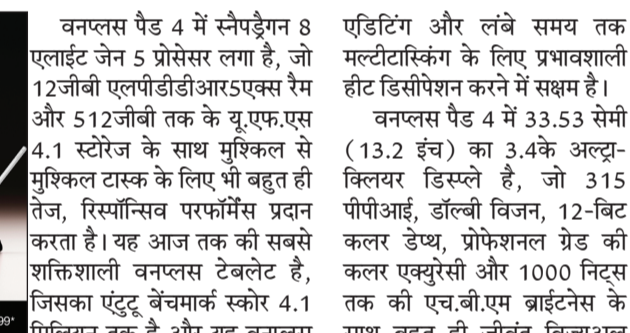 वनप्लस पैड 4 में स्नैपड्रैगन 8
एलाईट जेन 5 प्रोसेसर लगा है, जो
12जीबी एलपीडीडीआर5एक्स रैम
और 512जीबी तक के यू.एफ.एस
4.1 स्टोरेज के साथ मुश्किल से
मुश्किल टास्क के लिए भी बहुत ही
तेज, रिस्पॉन्सिव परफॉर्मेंस प्रदान
करता है। यह आज तक की सबसे
शक्तिशाली वनप्लस टेबलेट है,
जिसका एंटुटू बेंचमार्क स्कोर 4.1
एडिटिंग और लंबे समय तक
मल्टीटास्किंग के लिए प्रभावशाली
हीट डिसीपेशन करने में सक्षम है।
वनप्लस पैड 4 में 33.53 सेमी
(13.2 इंच) का 3.4के अल्ट्रा-
क्लियर डिस्प्ले है, जो 315
पीपीआई, डॉल्बी विजन, 12-बिट
कलर डेप्थ, प्रोफेशनल ग्रेड की
कलर एक्युरेसी और 1000 निट्स
तक की एच.बी.एम ब्राईटनेस के
99*